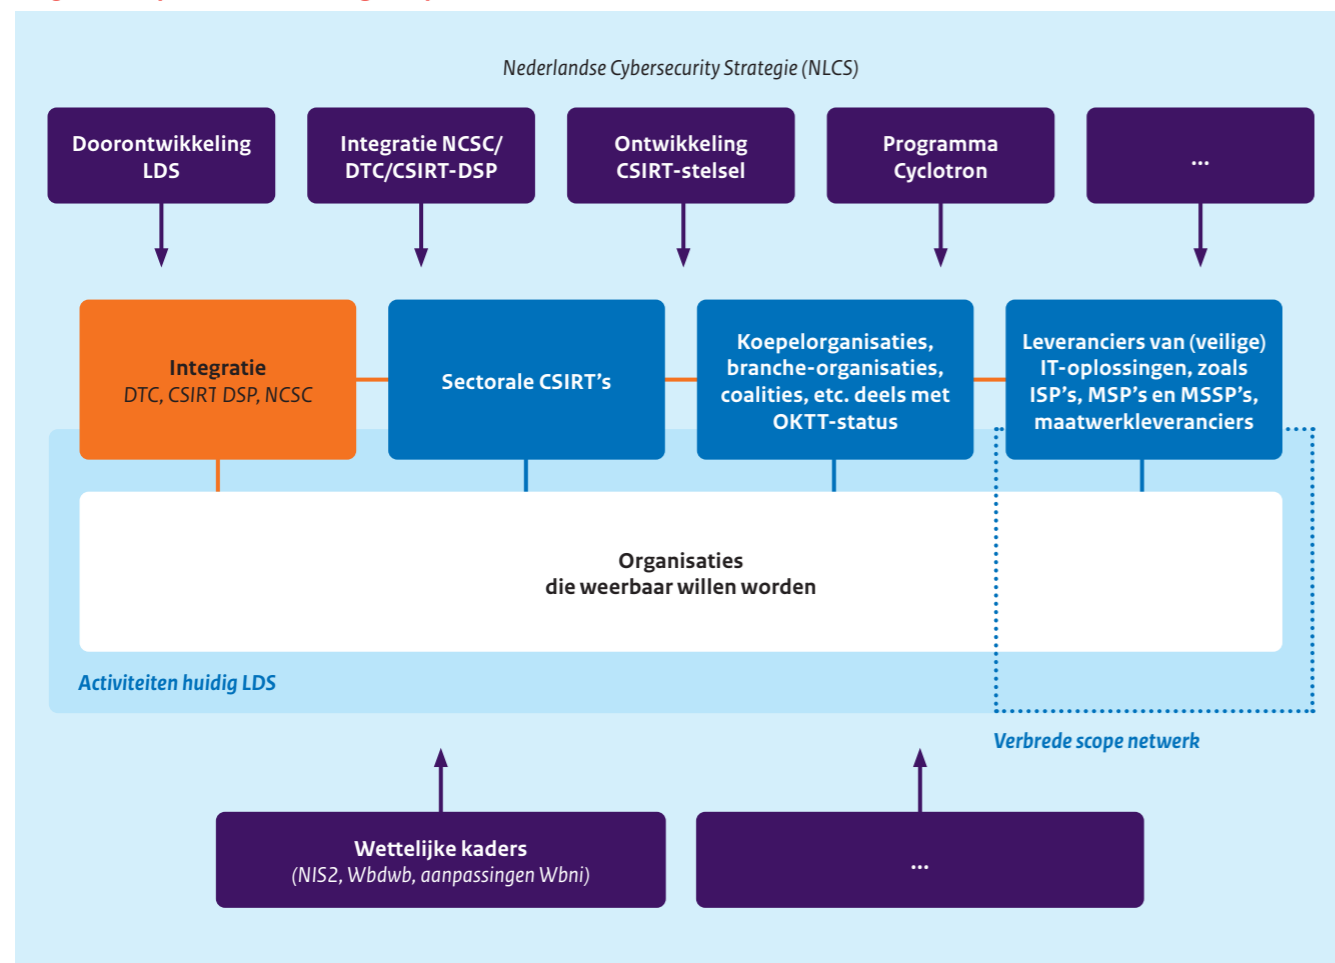 Nederlandse Cybersecurity Strategie (NLCS)
Doorontwikkeling
LDS
Integratie NCSC/
DTC/CSIRT-DSP
Ontwikkeling
CSIRT-stelsel
Programma
Cyclotron
...
Integratie
DTC, CSIRT DSP, NCSC
Sectorale CSIRT's
Koepelorganisaties,
branche-organisaties,
coalities, etc. deels met
OKTT-status
Leveranciers van (veilige)
IT-oplossingen, zoals
ISP's, MSP's en MSSP's,
maatwerkleveranciers
Organisaties
die weerbaar willen worden
Activiteiten huidig LDS
Verbrede scope netwerk
Wettelijke kaders
(NIS2, Wbdwb, aanpassingen Wbni)
...